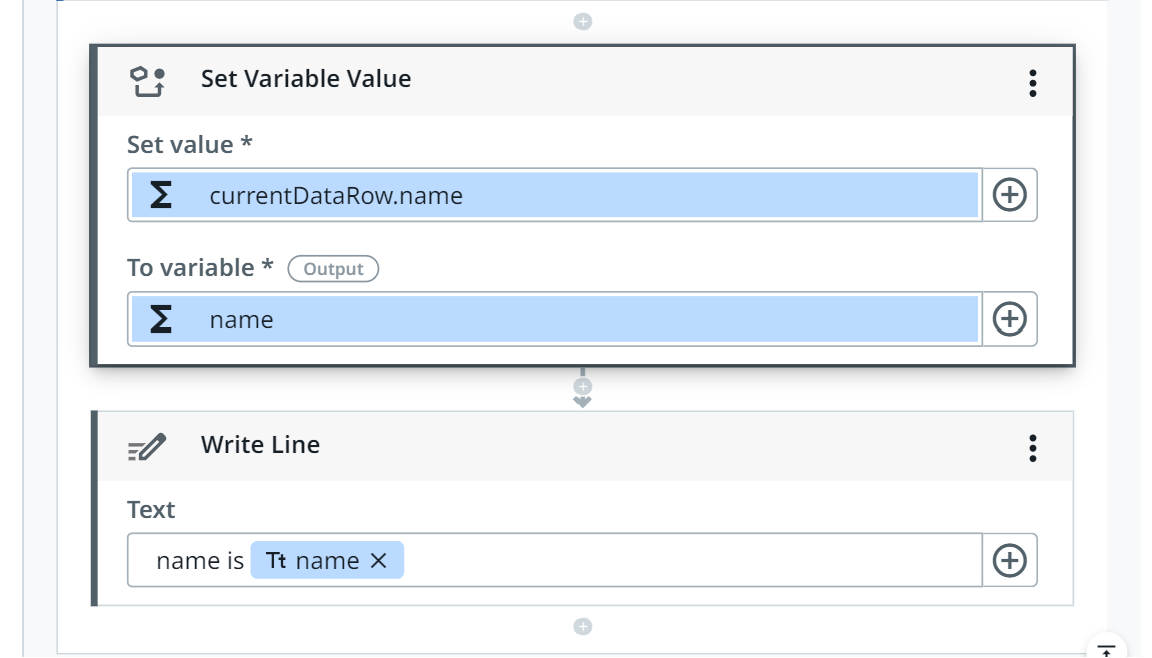 Set Variable Value
Set value *
currentDataRow.name
To variable * Output
name
Write Line
Text
name is Tt name